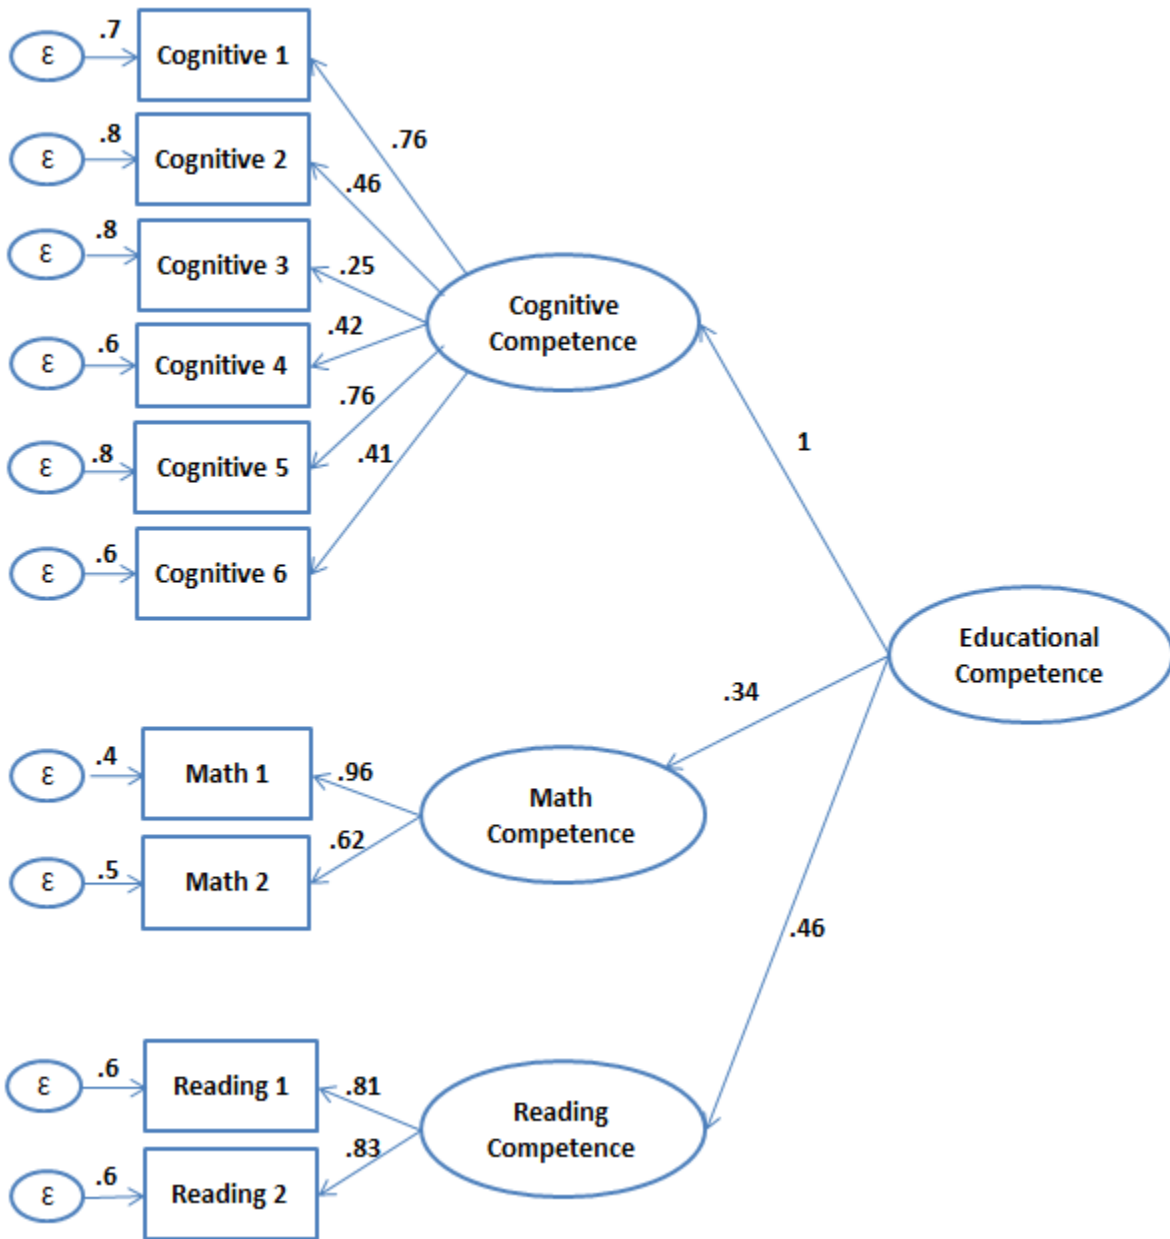 ε
.7
Cognitive 1
.76
ε
.8
Cognitive 2
.46
ε
.8
Cognitive 3
.25
ε
.6
Cognitive 4
.42
ε
.8
Cognitive 5
.76
ε
.6
Cognitive 6
.41
Cognitive
Competence
1
Educational
Competence
.34
ε
.4
Math 1
.96
ε
.5
Math 2
.62
Math
Competence
.46
ε
.6
Reading 1
.81
ε
.6
Reading 2
.83
Reading
Competence